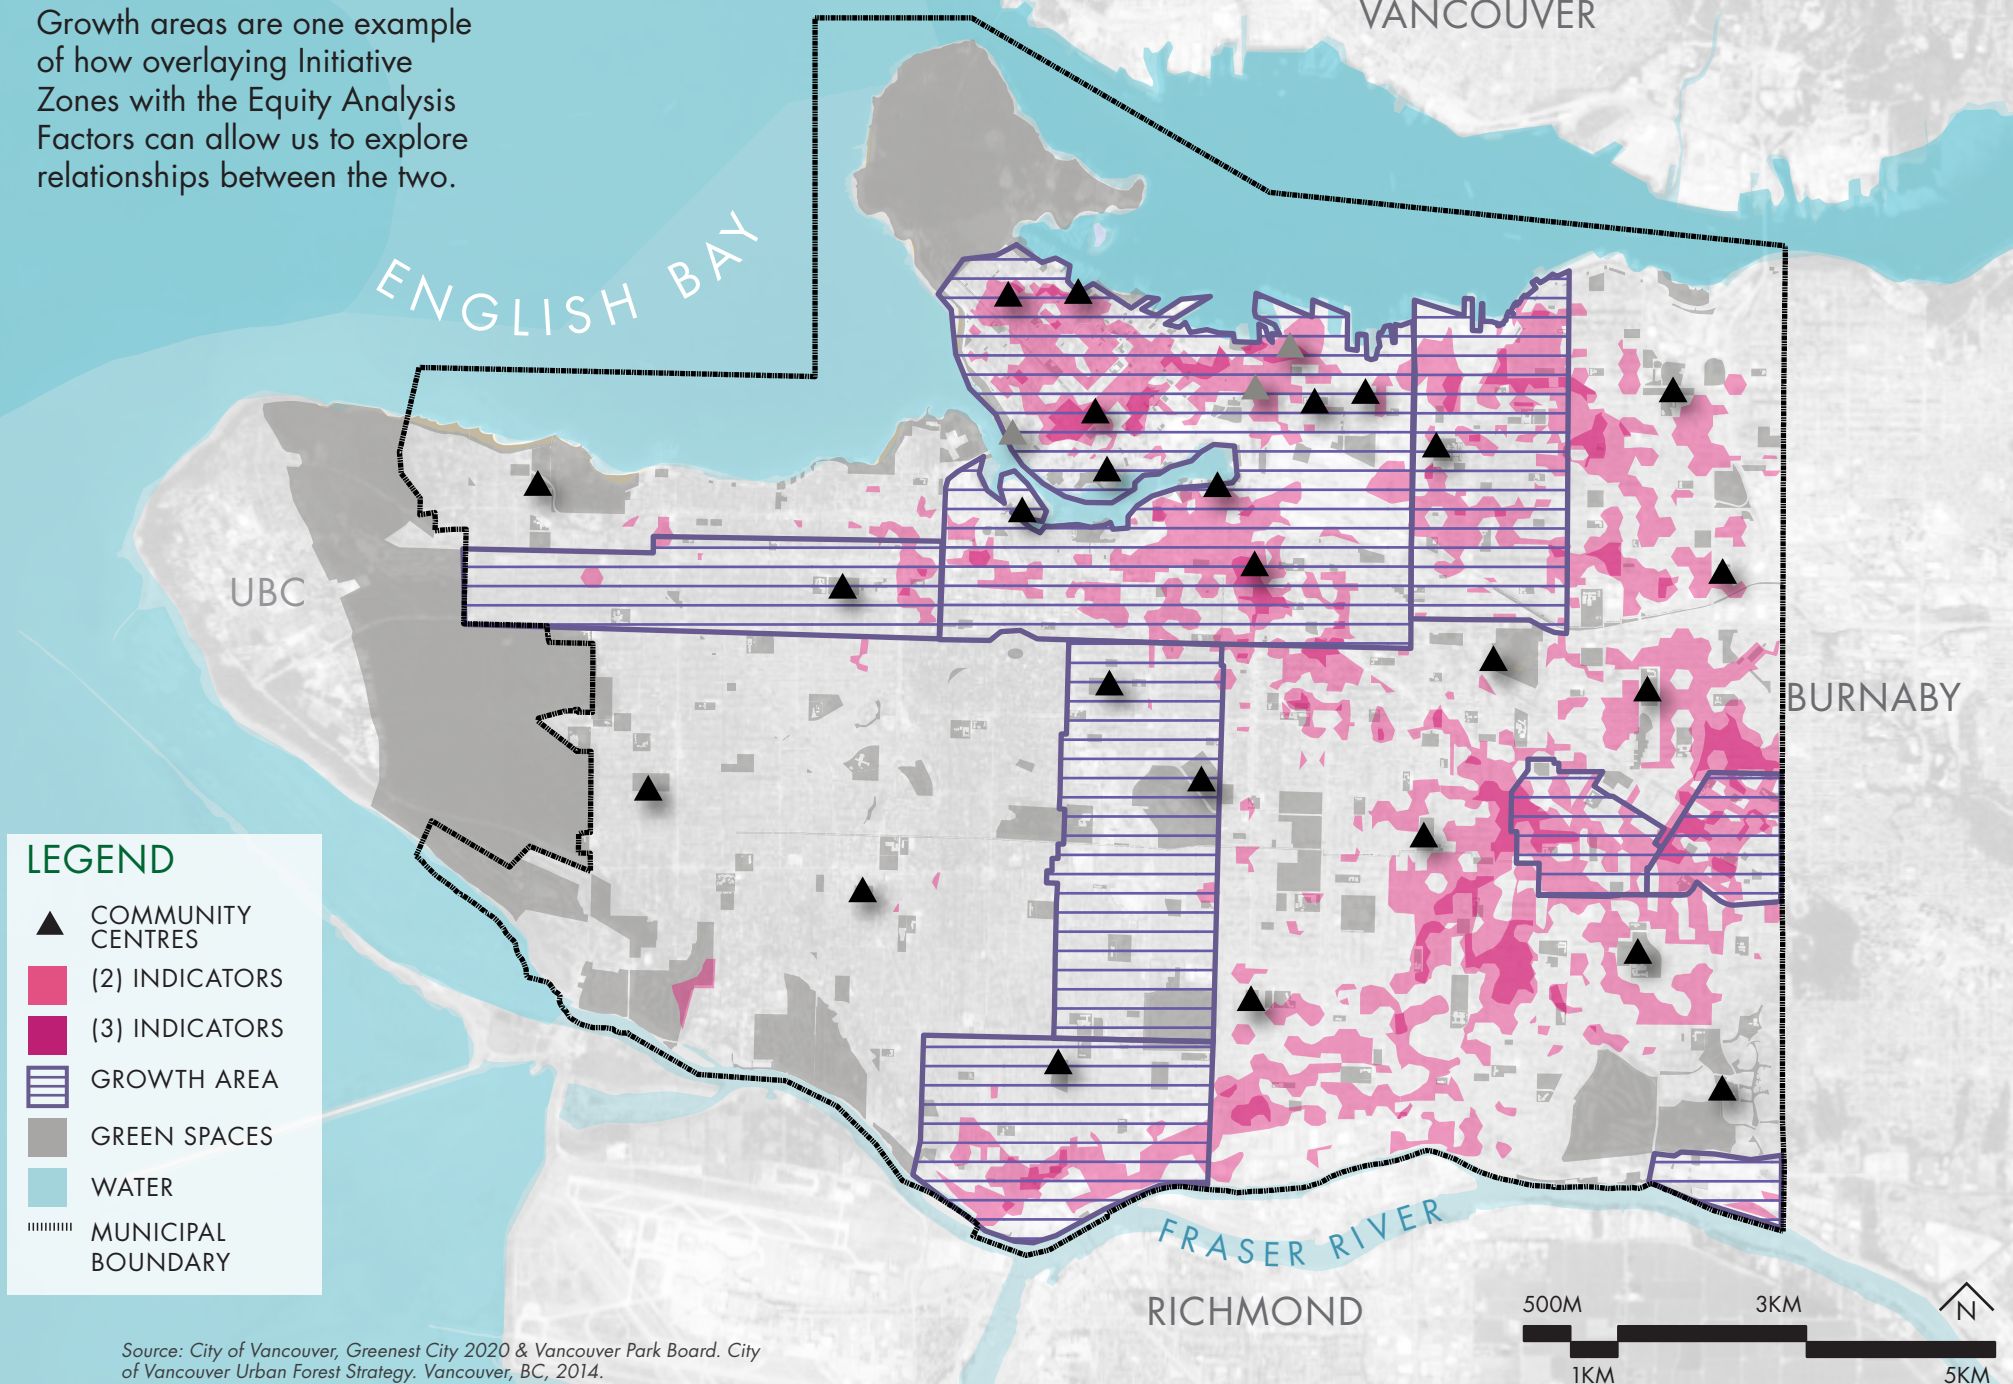 Growth areas are one example
of how overlaying Initiative
Zones with the Equity Analysis
Factors can allow us to explore
relationships between the two.
VANCOUVER
ENGLISH BAY
UBC
BURNABY
LEGEND
COMMUNITY
CENTRES
(2) INDICATORS
(3) INDICATORS
GROWTH AREA
GREEN SPACES
WATER
MUNICIPAL
BOUNDARY
FRASER RIVER
RICHMOND
500M
3KM
N
1KM
5KM
Source: City of Vancouver, Greenest City 2020 & Vancouver Park Board. City
of Vancouver Urban Forest Strategy. Vancouver, BC, 2014.